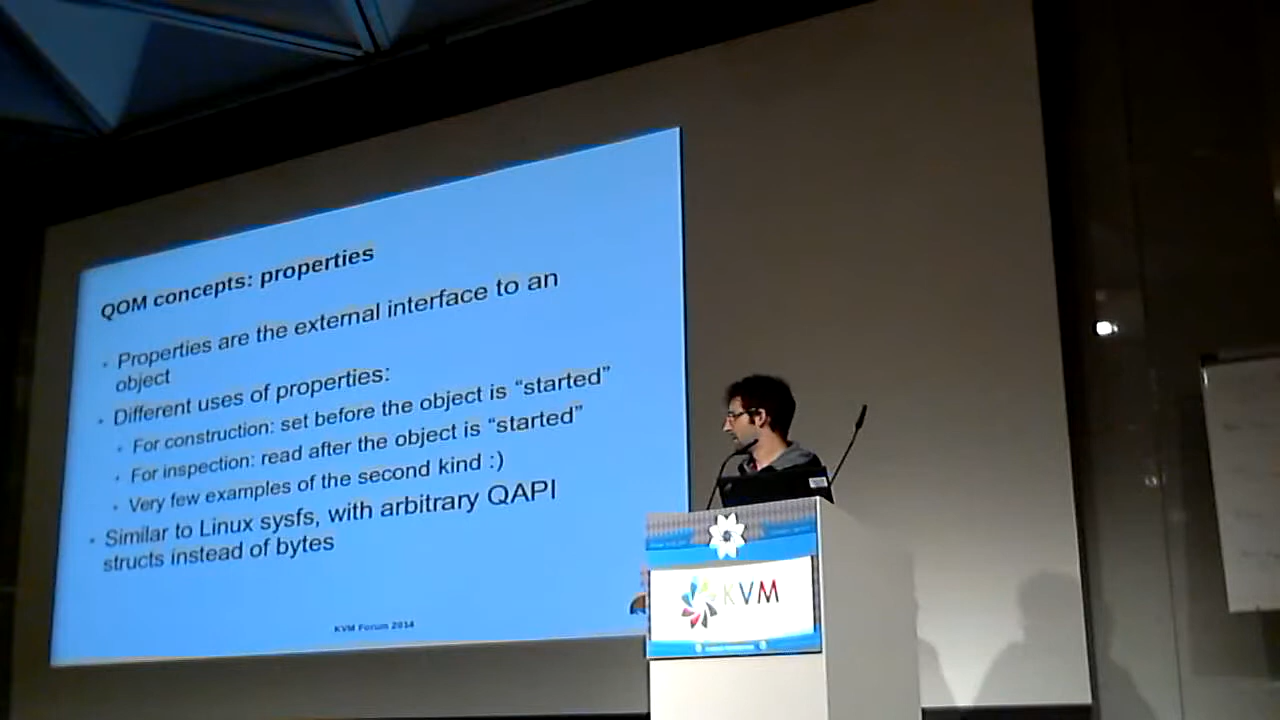 QOM concepts: properties
Properties are the external interface to an
object
Different uses of properties:
For construction: set before the object is “started”
For inspection: read after the object is “started”
Very few examples of the second kind :)
Similar to Linux sysfs, with arbitrary QAPI
structs instead of bytes
KVM Forum 2014
KVM